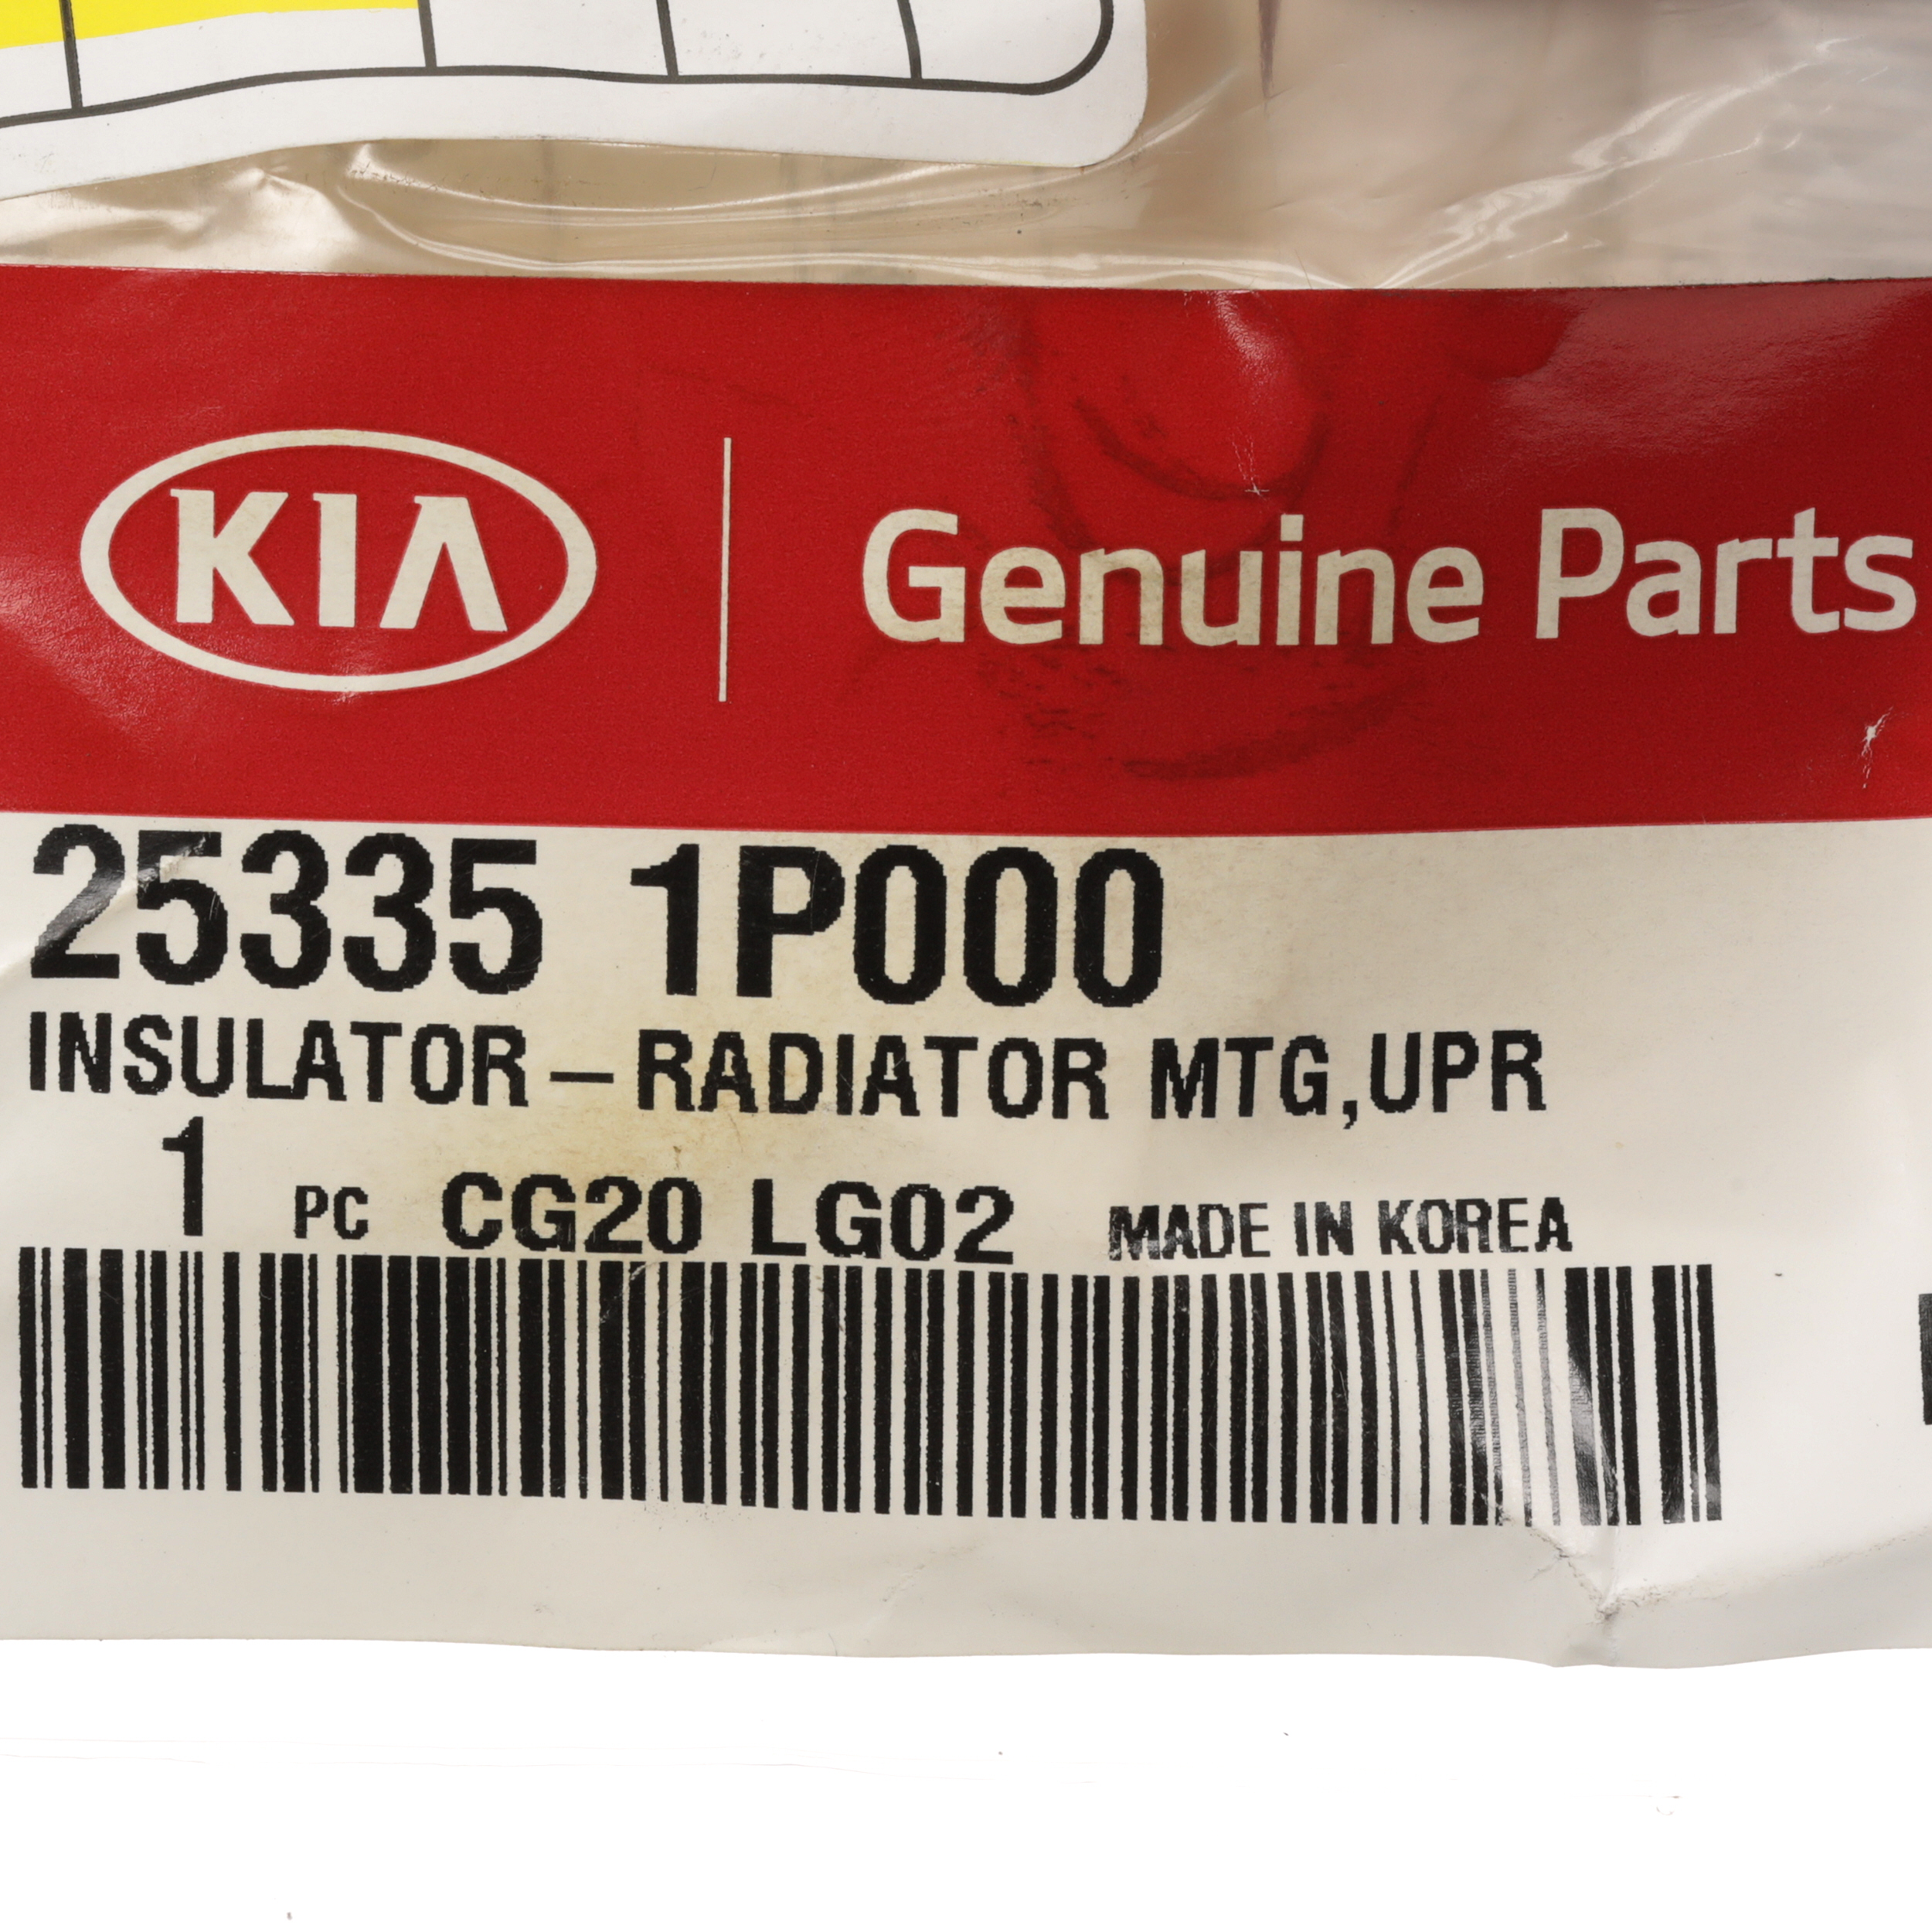 KIA Genuine Parts
25335 1P000
INSULATOR–RADIATOR MTG,UPR
1 PC CG20 LG02 MADE IN KOREA